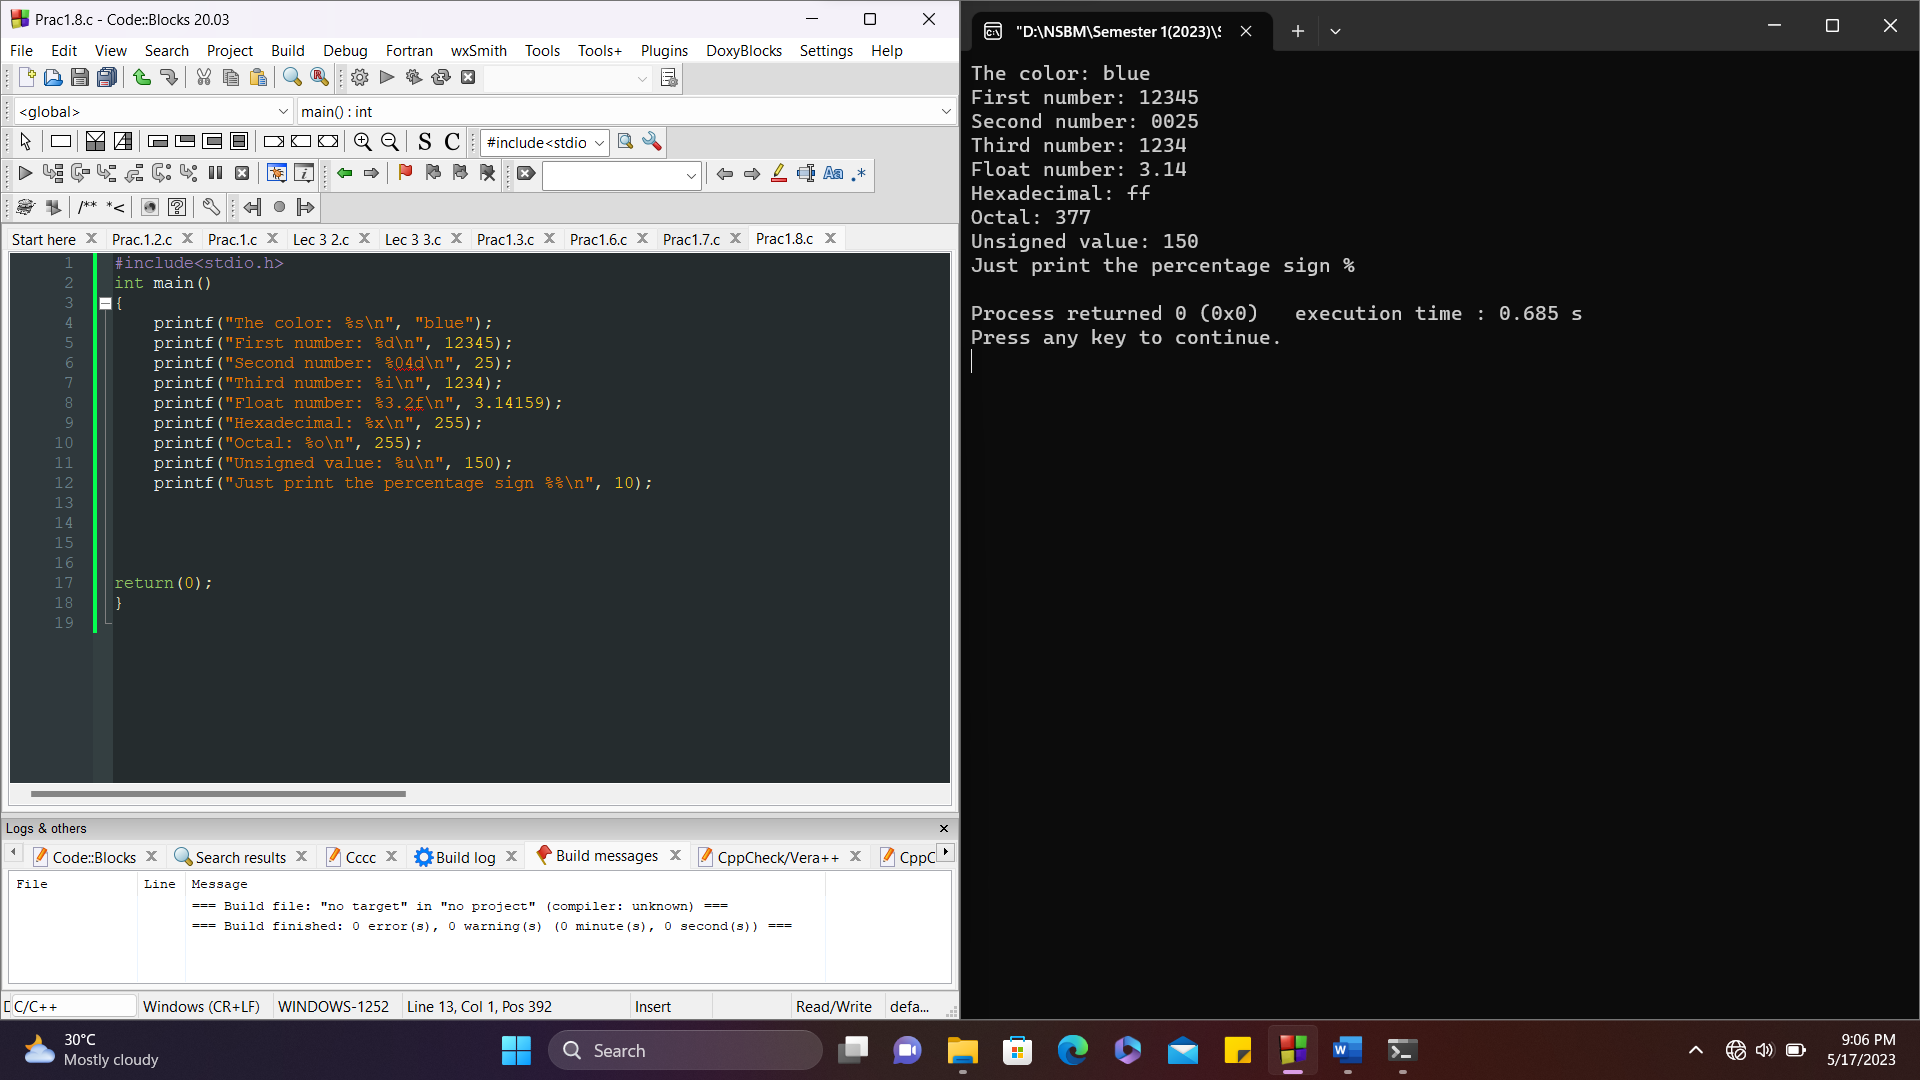 Prac1.8.c - Code::Blocks 20.03
File Edit View Search Project Build Debug Fortran wxSmith Tools Tools+ Plugins DoxyBlocks Settings Help
<global> main() : int
S C #include<stdio
/** *<
Start here Prac.1.2.c Prac.1.c Lec 3 2.c Lec 3 3.c Prac1.3.c Prac1.6.c Prac1.7.c Prac1.8.c
1 #include<stdio.h>
2 int main()
3 {
4 printf("The color: %s\n", "blue");
5 printf("First number: %d\n", 12345);
6 printf("Second number: %04d\n", 25);
7 printf("Third number: %i\n", 1234);
8 printf("Float number: %3.2f\n", 3.14159);
9 printf("Hexadecimal: %x\n", 255);
10 printf("Octal: %o\n", 255);
11 printf("Unsigned value: %u\n", 150);
12 printf("Just print the percentage sign %%\n", 10);
13
14
15
16
17 return(0);
18 }
19
Logs & others
Code::Blocks Search results Cccc Build log Build messages CppCheck/Vera++ CppC
File Line Message
=== Build file: "no target" in "no project" (compiler: unknown) ===
=== Build finished: 0 error(s), 0 warning(s) (0 minute(s), 0 second(s)) ===
C/C++ Windows (CR+LF) WINDOWS-1252 Line 13, Col 1, Pos 392 Insert Read/Write defa...
"D:\NSBM\Semester 1(2023)\S
The color: blue
First number: 12345
Second number: 0025
Third number: 1234
Float number: 3.14
Hexadecimal: ff
Octal: 377
Unsigned value: 150
Just print the percentage sign %
Process returned 0 (0x0) execution time : 0.685 s
Press any key to continue.
30°C
Mostly cloudy
Search
9:06 PM
5/17/2023